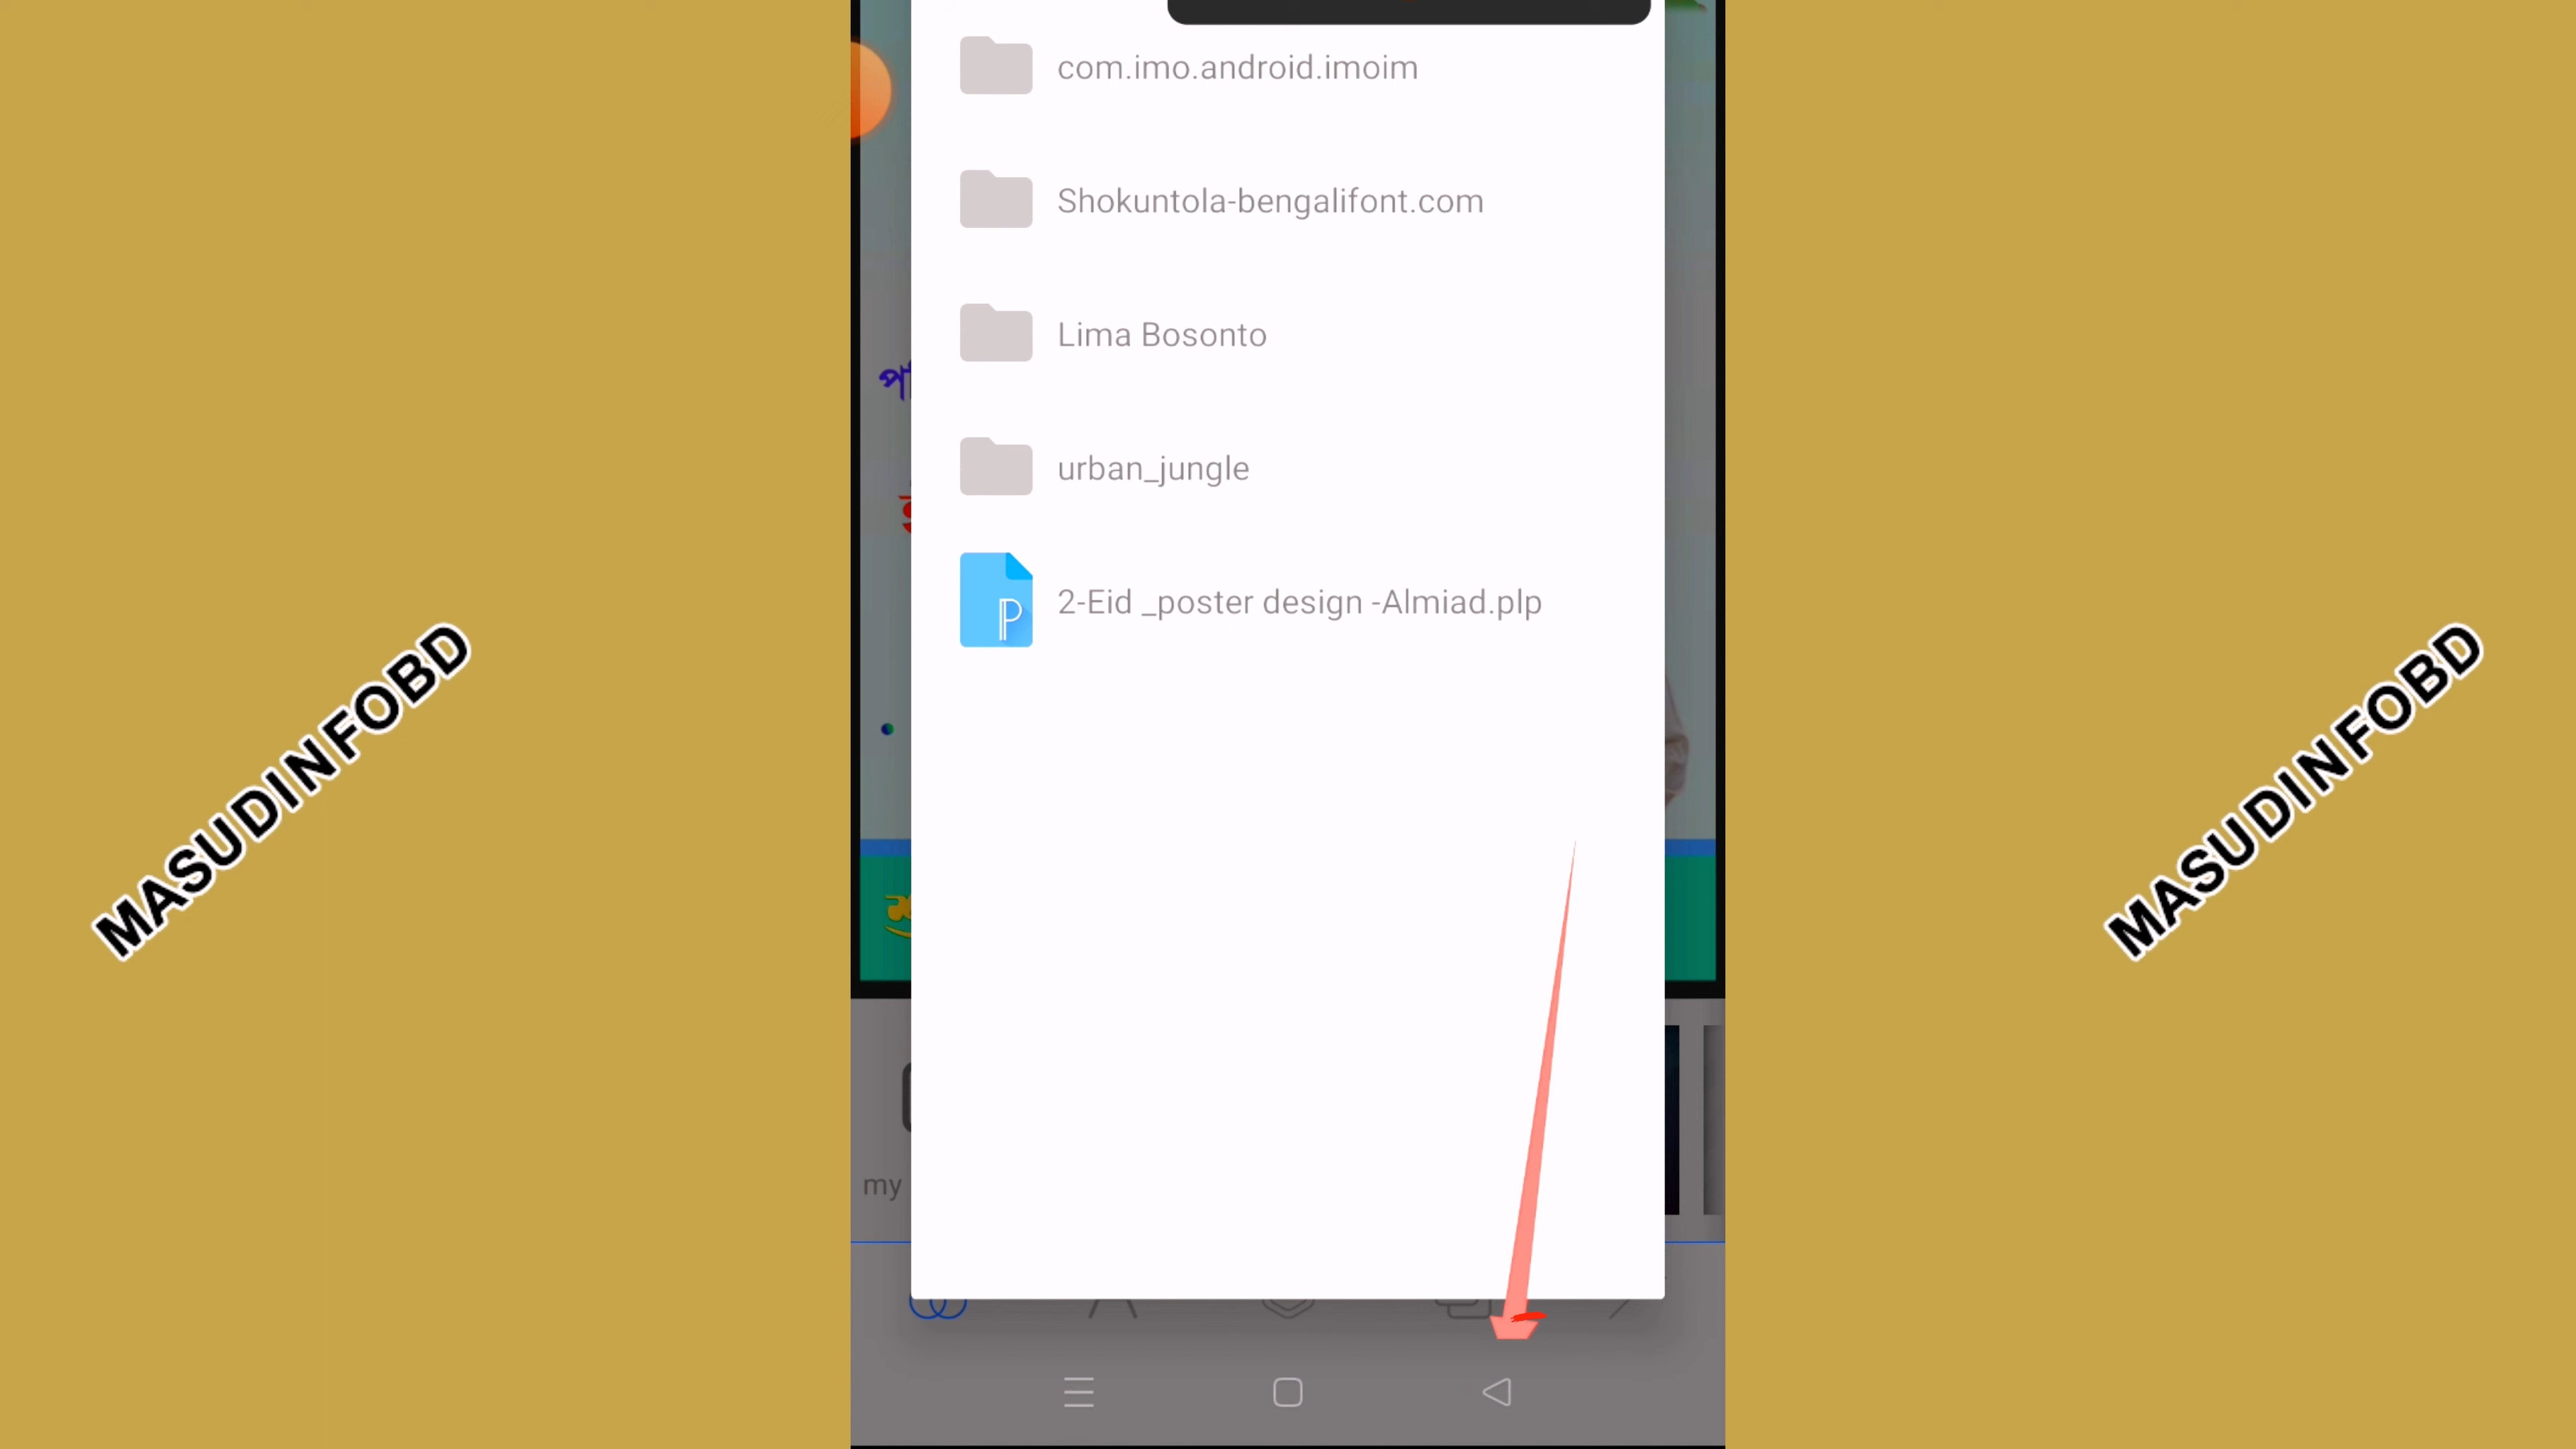 com.imo.android.imoim
Shokuntola-bengalifont.com
Lima Bosonto
urban_jungle
2-Eid _poster design -Almiad.plp
MASUDINFOBD
MASUDINFOBD
my